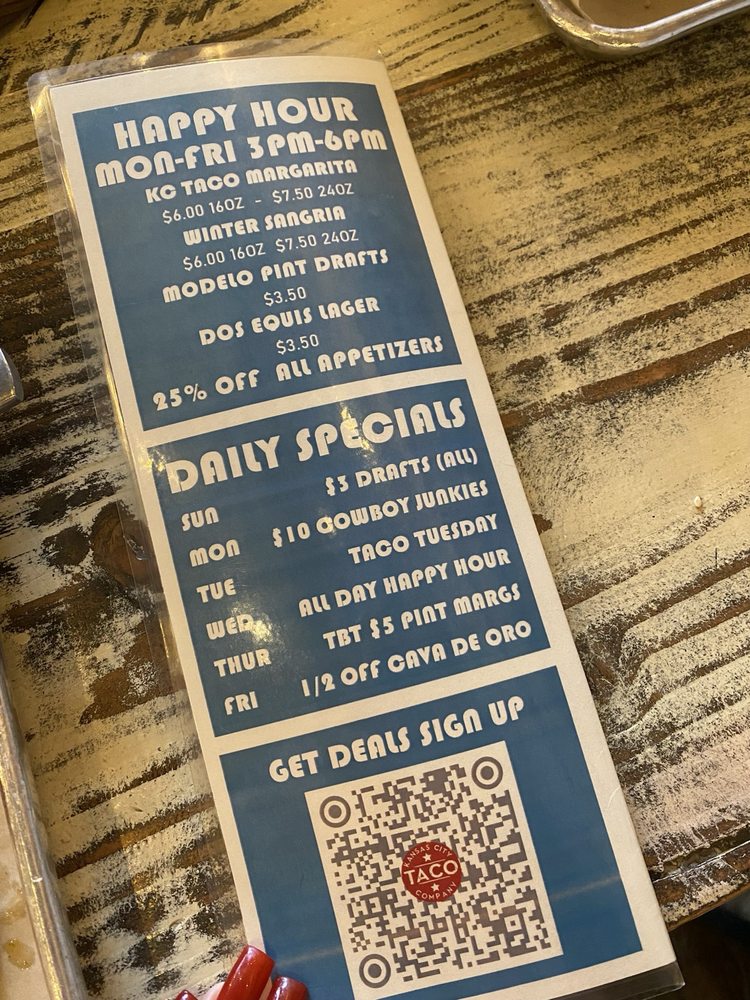 HAPPY HOUR
MON-FRI 3PM-6PM
KC TACO MARGARITA
$6.00 16OZ - $7.50 24OZ
WINTER SANGRIA
$6.00 16OZ $7.50 24OZ
MODELO PINT DRAFTS
$3.50
DOS EQUIS LAGER
$3.50
25% OFF ALL APPETIZERS
DAILY SPECIALS
SUN $3 DRAFTS (ALL)
MON $10 COWBOY JUNKIES
TUE TACO TUESDAY
WED ALL DAY HAPPY HOUR
THUR TBT $5 PINT MARGS
FRI 1/2 OFF CAVA DE ORO
GET DEALS SIGN UP
KANSAS CITY
TACO
COMPANY